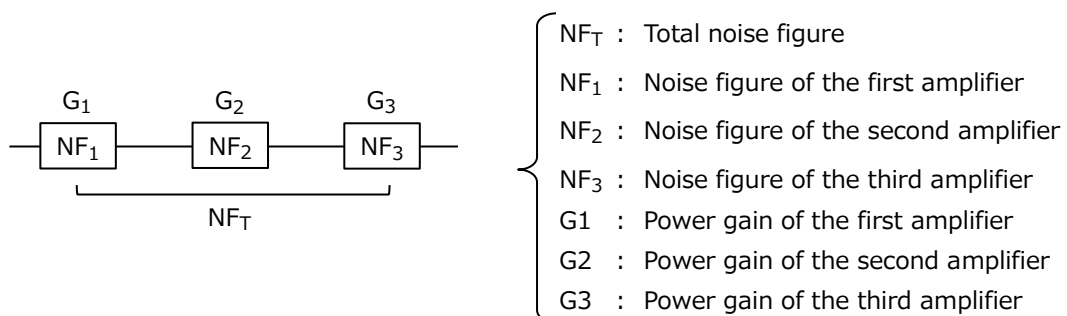 G₁ G₂ G₃
NF₁ NF₂ NF₃
NF_T
NF_T : Total noise figure
NF₁ : Noise figure of the first amplifier
NF₂ : Noise figure of the second amplifier
NF₃ : Noise figure of the third amplifier
G1 : Power gain of the first amplifier
G2 : Power gain of the second amplifier
G3 : Power gain of the third amplifier